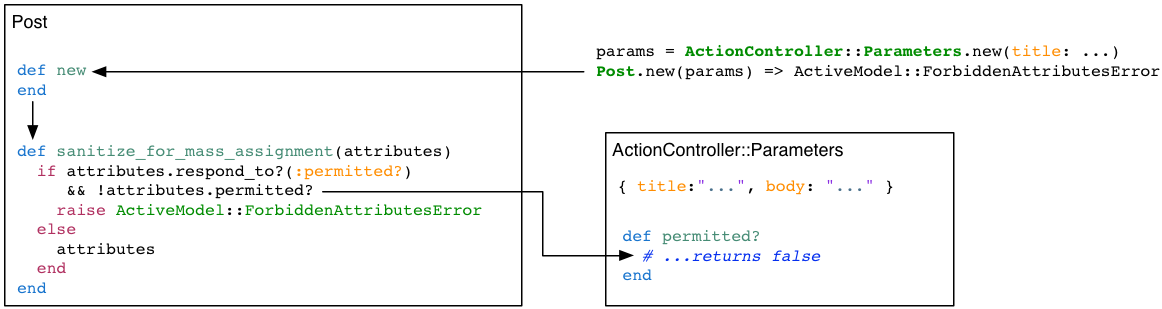 Post
def new
end
def sanitize_for_mass_assignment(attributes)
if attributes.respond_to?(:permitted?)
&& !attributes.permitted?
raise ActiveModel::ForbiddenAttributesError
else
attributes
end
end
params = ActionController::Parameters.new(title: ...)
Post.new(params) => ActiveModel::ForbiddenAttributesError
ActionController::Parameters
{ title:"...", body: "..." }
def permitted?
# ...returns false
end